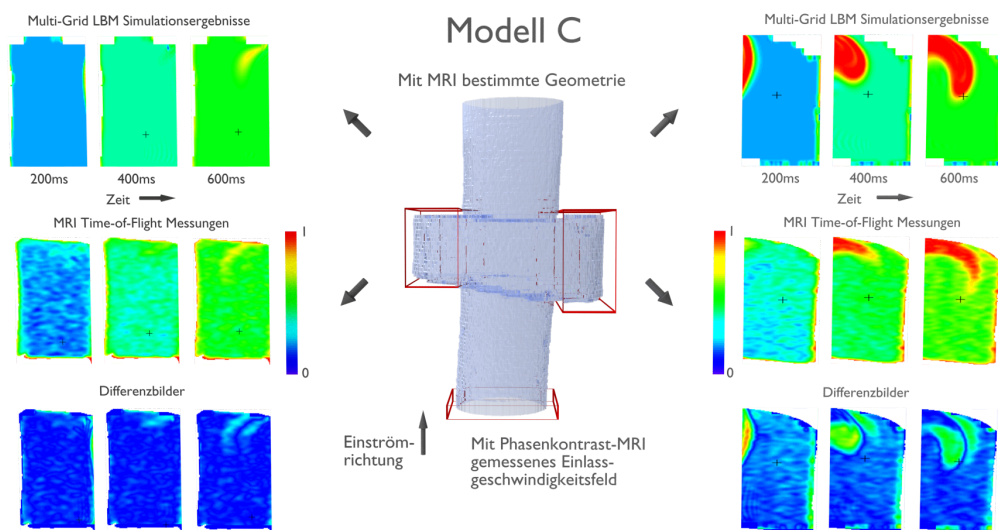 Modell C
Multi-Grid LBM Simulationsergebnisse
200ms
400ms
600ms
Zeit
MRI Time-of-Flight Messungen
1
0
Differenzbilder
Mit MRI bestimmte Geometrie
Einström-
richtung
Mit Phasenkontrast-MRI
gemessenes Einlass-
geschwindigkeitsfeld
Multi-Grid LBM Simulationsergebnisse
200ms
400ms
600ms
Zeit
MRI Time-of-Flight Messungen
1
0
Differenzbilder